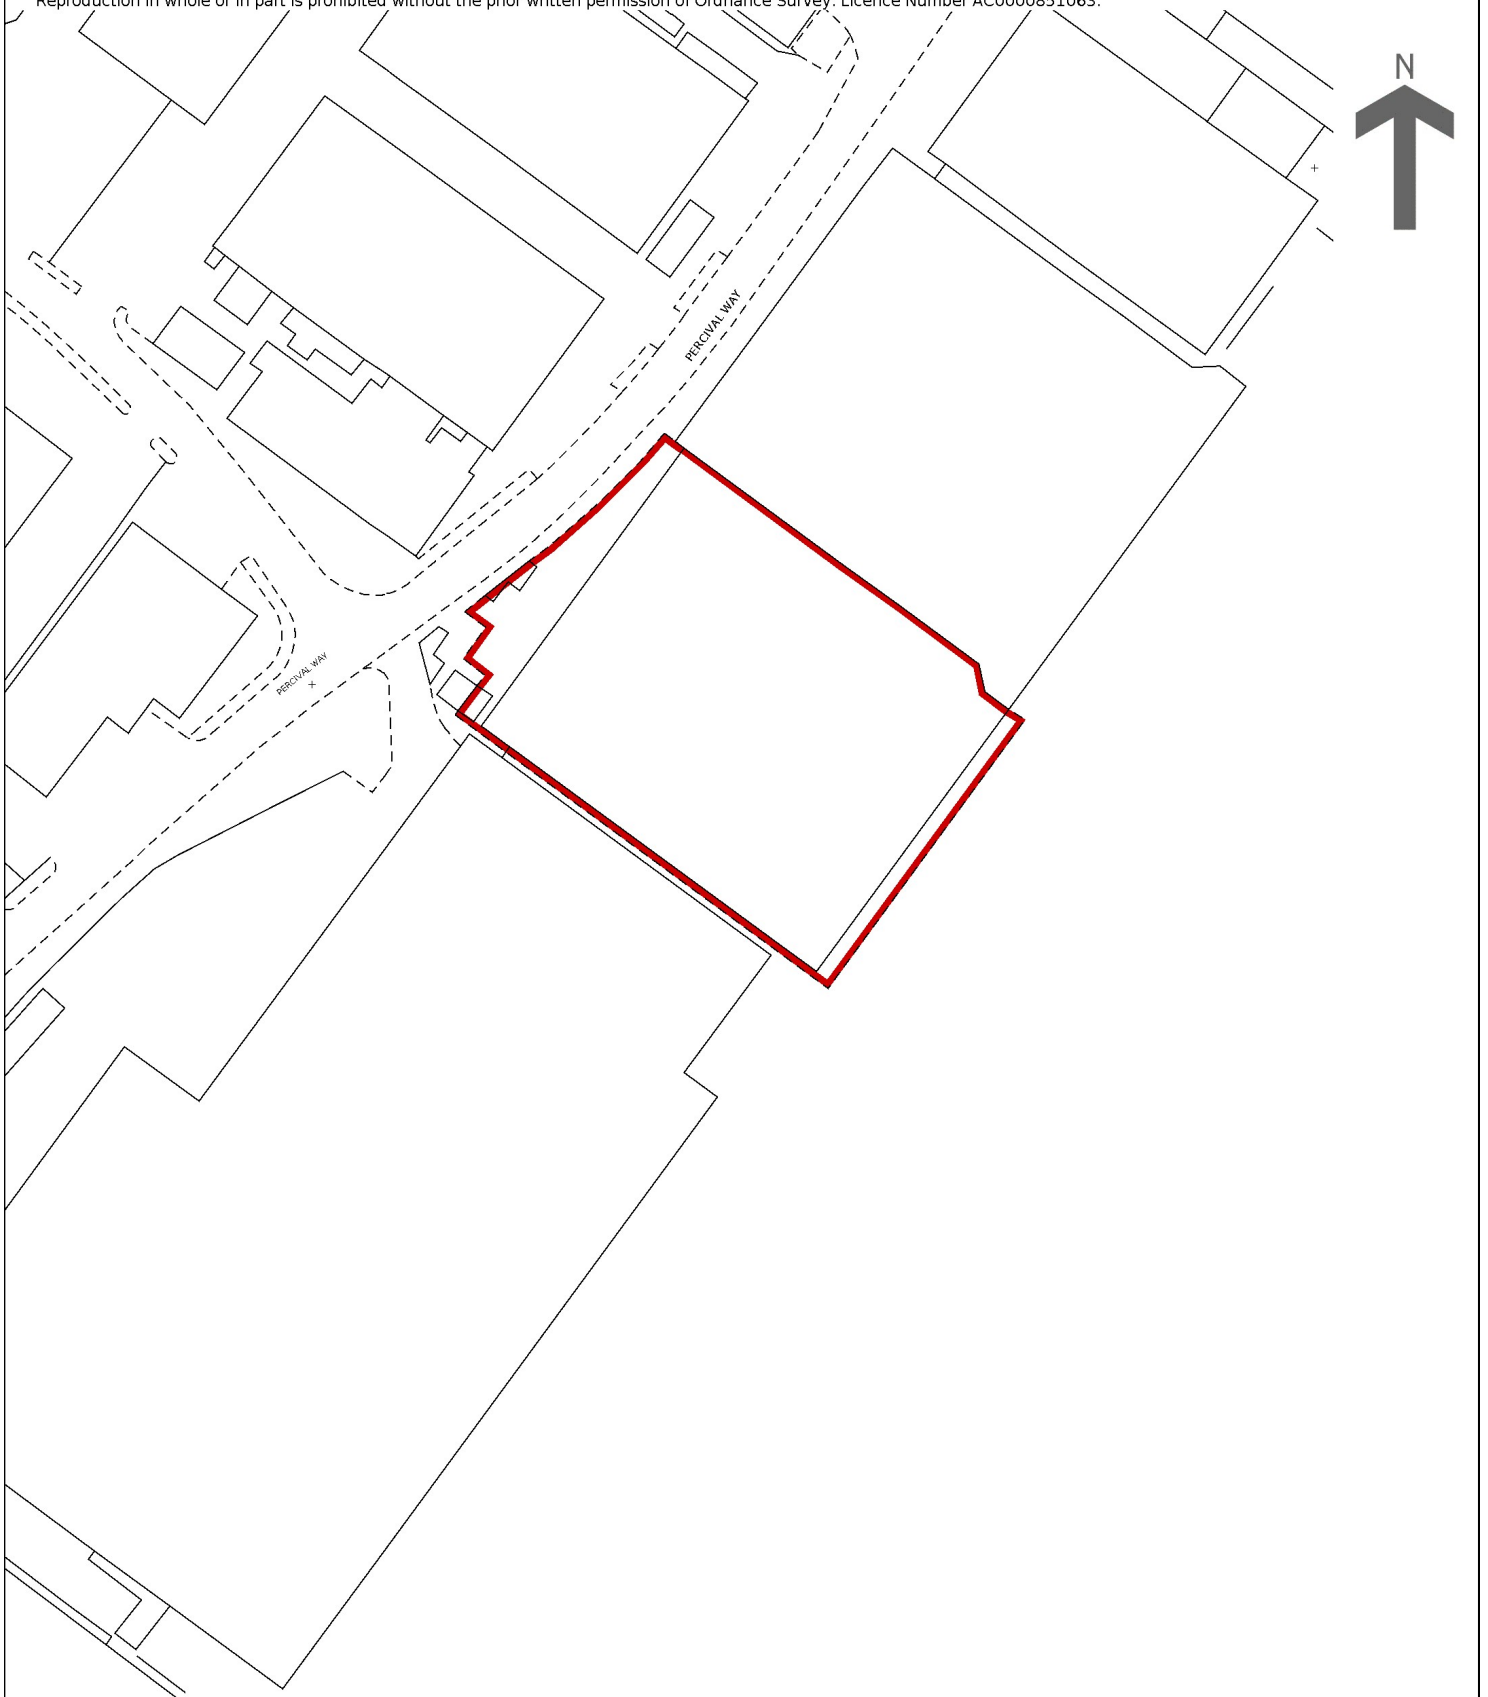 Reproduction in whole or in part is prohibited without the prior written permission of Ordnance Survey. Licence Number AC0000851063.
N
PERCIVAL WAY
PERCIVAL WAY